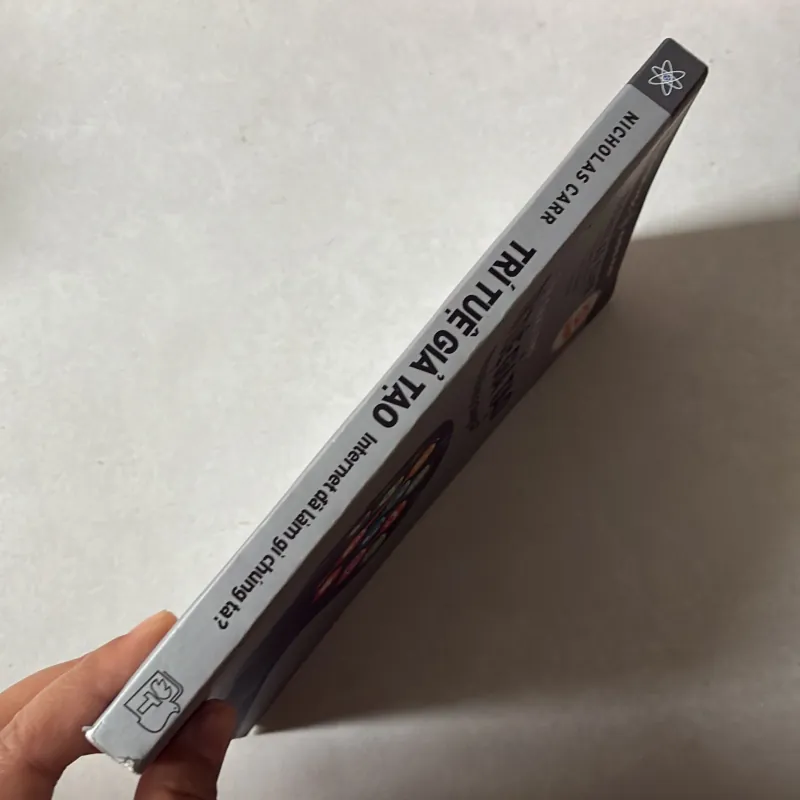 NICHOLAS CARR
TRÍ TUỆ GIẢ TẠO
Internet đã làm gì chúng ta?